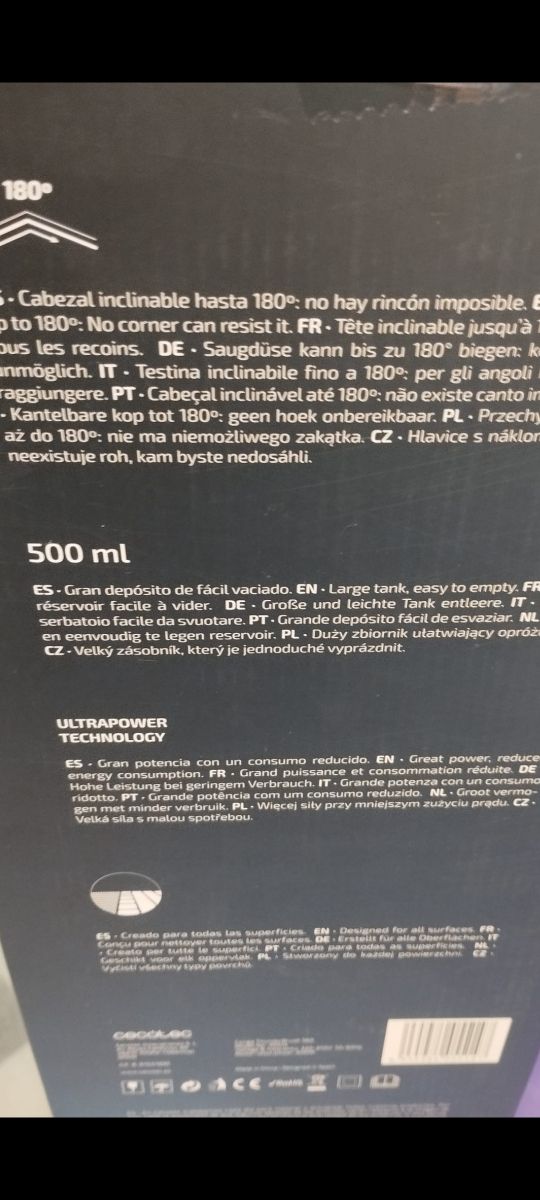 180º
· Cabezal inclinable hasta 180º: no hay rincón imposible. E
to 180º: No corner can resist it. FR · Tête inclinable jusqu'à 1
ous les recoins. DE · Saugdüse kann bis zu 180° biegen: k
unmöglich. IT · Testina inclinabile fino a 180º: per gli angoli
raggiungere. PT · Cabeçal inclinável até 180º: não existe canto in
· Kantelbare kop tot 180º: geen hoek onbereikbaar. PL · Przechy
aż do 180º: nie ma niemożliwego zakątka. CZ · Hlavice s náklon
neexistuje roh, kam byste nedosáhli.
500 ml
ES · Gran depósito de fácil vaciado. EN · Large tank, easy to empty. FR
réservoir facile à vider. DE · Große und leichte Tank entleere. IT ·
serbatoio facile da svuotare. PT · Grande depósito fácil de esvaziar. NL
en eenvoudig te legen reservoir. PL · Duży zbiornik ułatwiający opróż
CZ · Velký zásobník, který je jednoduché vyprázdnit.
ULTRAPOWER
TECHNOLOGY
ES · Gran potencia con un consumo reducido. EN · Great power, reduce
energy consumption. FR · Grand puissance et consommation réduite. DE
Hohe Leistung bei geringem Verbrauch. IT · Grande potenza con un consumo
ridotto. PT · Grande potência com um consumo reduzido. NL · Groot vermo-
gen met minder verbruik. PL · Więcej siły przy mniejszym zużyciu prądu. CZ ·
Velká síla s malou spotřebou.
ES · Creado para todas las superficies. EN · Designed for all surfaces. FR ·
Conçu pour nettoyer toutes les surfaces. DE · Erstellt für alle Oberflächen. IT
· Creato per tutte le superfici. PT · Criado para todas as superfícies. NL ·
Geschikt voor elk oppervlak. PL · Stworzony do każdej powierzchni. CZ ·
Vyčistí všechny typy povrchů.
cecotec
CE
RoHS